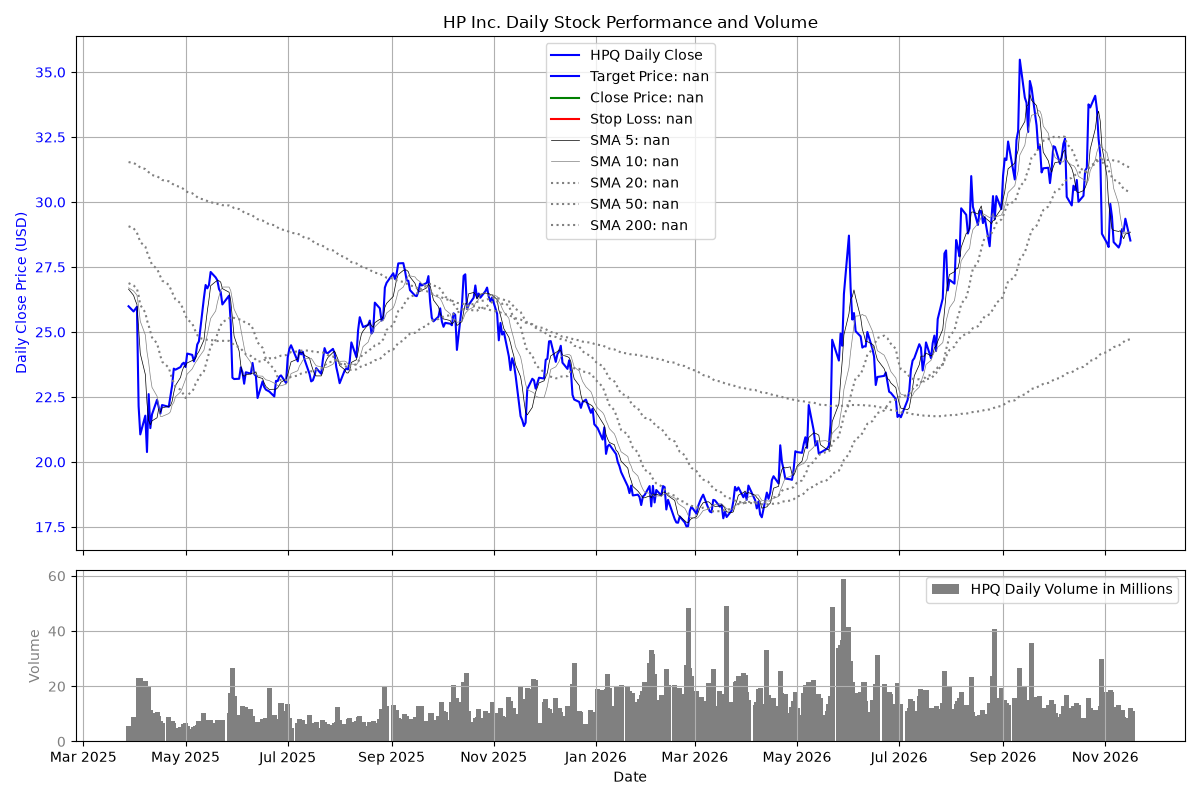 HP Inc. Daily Stock Performance and Volume
HPQ Daily Close
Target Price: nan
Close Price: nan
Stop Loss: nan
SMA 5: nan
SMA 10: nan
SMA 20: nan
SMA 50: nan
SMA 200: nan
Daily Close Price (USD)
35.0
32.5
30.0
27.5
25.0
22.5
20.0
17.5
HPQ Daily Volume in Millions
Volume
60
40
20
0
Mar 2025 May 2025 Jul 2025 Sep 2025 Nov 2025 Jan 2026 Mar 2026 May 2026 Jul 2026 Sep 2026 Nov 2026
Date